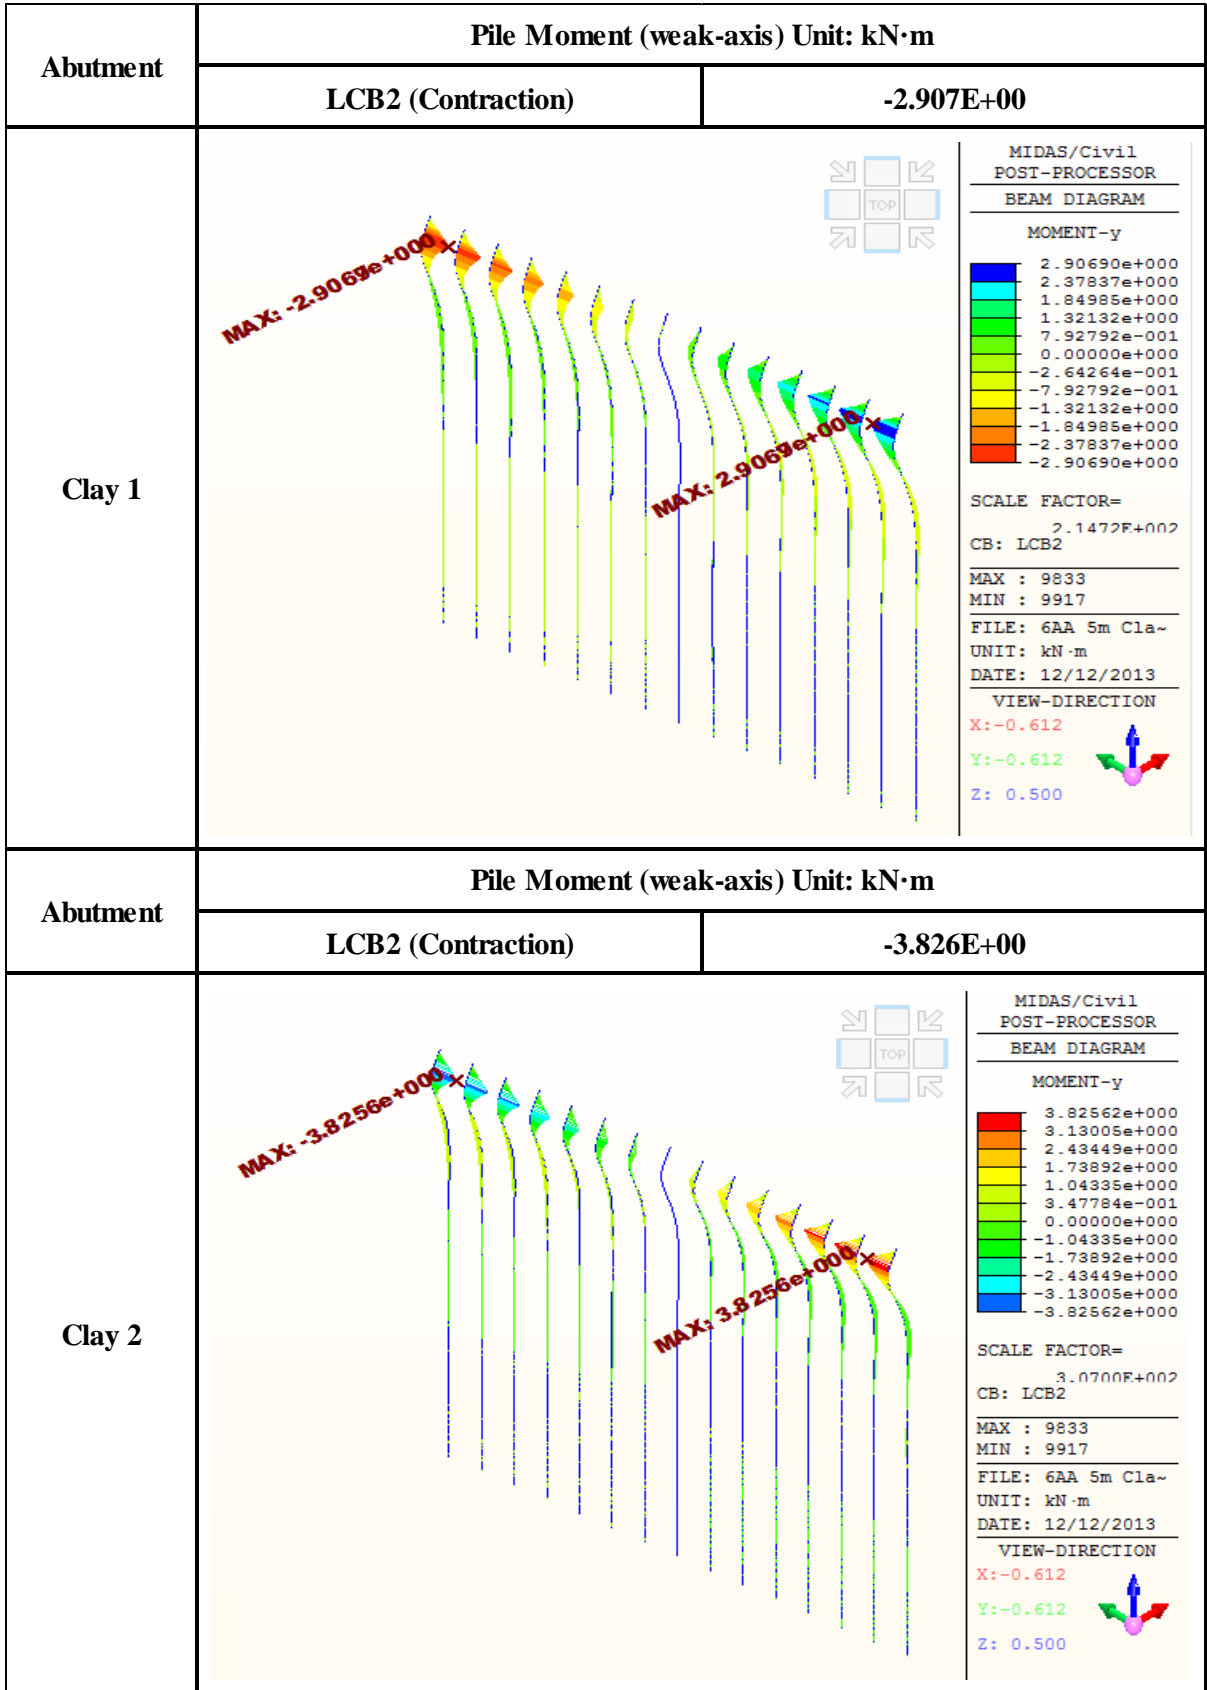 Abutment
Pile Moment (weak-axis) Unit: kN·m
LCB2 (Contraction)
-2.907E+00
Clay 1
TOP
MAX: -2.9069e+000
MAX: 2.9069e+000
MIDAS/Civil
POST-PROCESSOR
BEAM DIAGRAM
MOMENT-y
2.90690e+000
2.37837e+000
1.84985e+000
1.32132e+000
7.92792e-001
0.00000e+000
-2.64264e-001
-7.92792e-001
-1.32132e+000
-1.84985e+000
-2.37837e+000
-2.90690e+000
SCALE FACTOR=
2.1472E+002
CB: LCB2
MAX : 9833
MIN : 9917
FILE: 6AA 5m Cla~
UNIT: kN·m
DATE: 12/12/2013
VIEW-DIRECTION
X:-0.612
Y:-0.612
Z: 0.500
Abutment
Pile Moment (weak-axis) Unit: kN·m
LCB2 (Contraction)
-3.826E+00
Clay 2
TOP
MAX: -3.8256e+000
MAX: 3.8256e+000
MIDAS/Civil
POST-PROCESSOR
BEAM DIAGRAM
MOMENT-y
3.82562e+000
3.13005e+000
2.43449e+000
1.73892e+000
1.04335e+000
3.47784e-001
0.00000e+000
-1.04335e+000
-1.73892e+000
-2.43449e+000
-3.13005e+000
-3.82562e+000
SCALE FACTOR=
3.0700E+002
CB: LCB2
MAX : 9833
MIN : 9917
FILE: 6AA 5m Cla~
UNIT: kN·m
DATE: 12/12/2013
VIEW-DIRECTION
X:-0.612
Y:-0.612
Z: 0.500